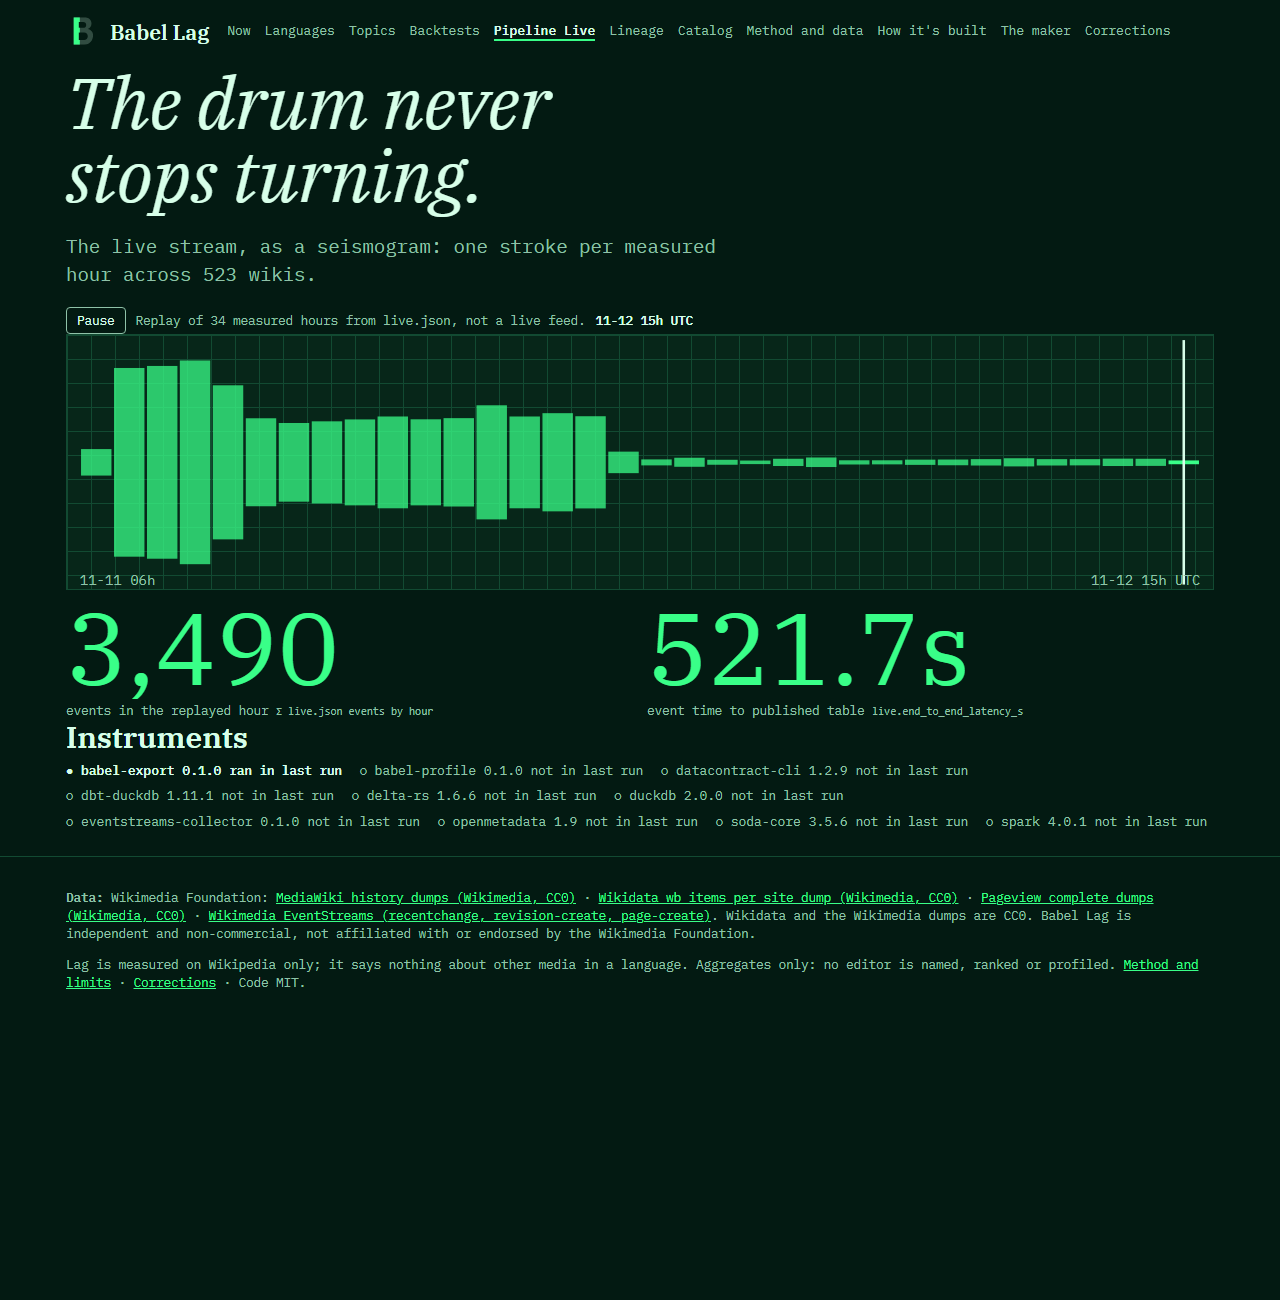 B Babel Lag Now Languages Topics Backtests Pipeline Live Lineage Catalog Method and data How it's built The maker Corrections
The drum never
stops turning.
The live stream, as a seismogram: one stroke per measured
hour across 523 wikis.
Pause Replay of 34 measured hours from live.json, not a live feed. 11-12 15h UTC
11-11 06h 11-12 15h UTC
3,490 521.7s
events in the replayed hour Σ live.json events by hour event time to published table live.end_to_end_latency_s
Instruments
● babel-export 0.1.0 ran in last run ○ babel-profile 0.1.0 not in last run ○ datacontract-cli 1.2.9 not in last run
○ dbt-duckdb 1.11.1 not in last run ○ delta-rs 1.6.6 not in last run ○ duckdb 2.0.0 not in last run
○ eventstreams-collector 0.1.0 not in last run ○ openmetadata 1.9 not in last run ○ soda-core 3.5.6 not in last run ○ spark 4.0.1 not in last run
Data: Wikimedia Foundation: MediaWiki history dumps (Wikimedia, CC0) · Wikidata wb items per site dump (Wikimedia, CC0) · Pageview complete dumps
(Wikimedia, CC0) · Wikimedia EventStreams (recentchange, revision-create, page-create). Wikidata and the Wikimedia dumps are CC0. Babel Lag is
independent and non-commercial, not affiliated with or endorsed by the Wikimedia Foundation.
Lag is measured on Wikipedia only; it says nothing about other media in a language. Aggregates only: no editor is named, ranked or profiled. Method and
limits · Corrections · Code MIT.